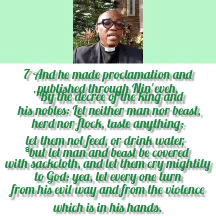 7 And he made proclamation and
published through Nin'eveh,
"By the decree of the king and
his nobles: Let neither man nor beast,
herd nor flock, taste anything;
let them not feed, or drink water,
8but let man and beast be covered
with sackcloth, and let them cry mightily
to God; yea, let every one turn
from his evil way and from the violence
which is in his hands.